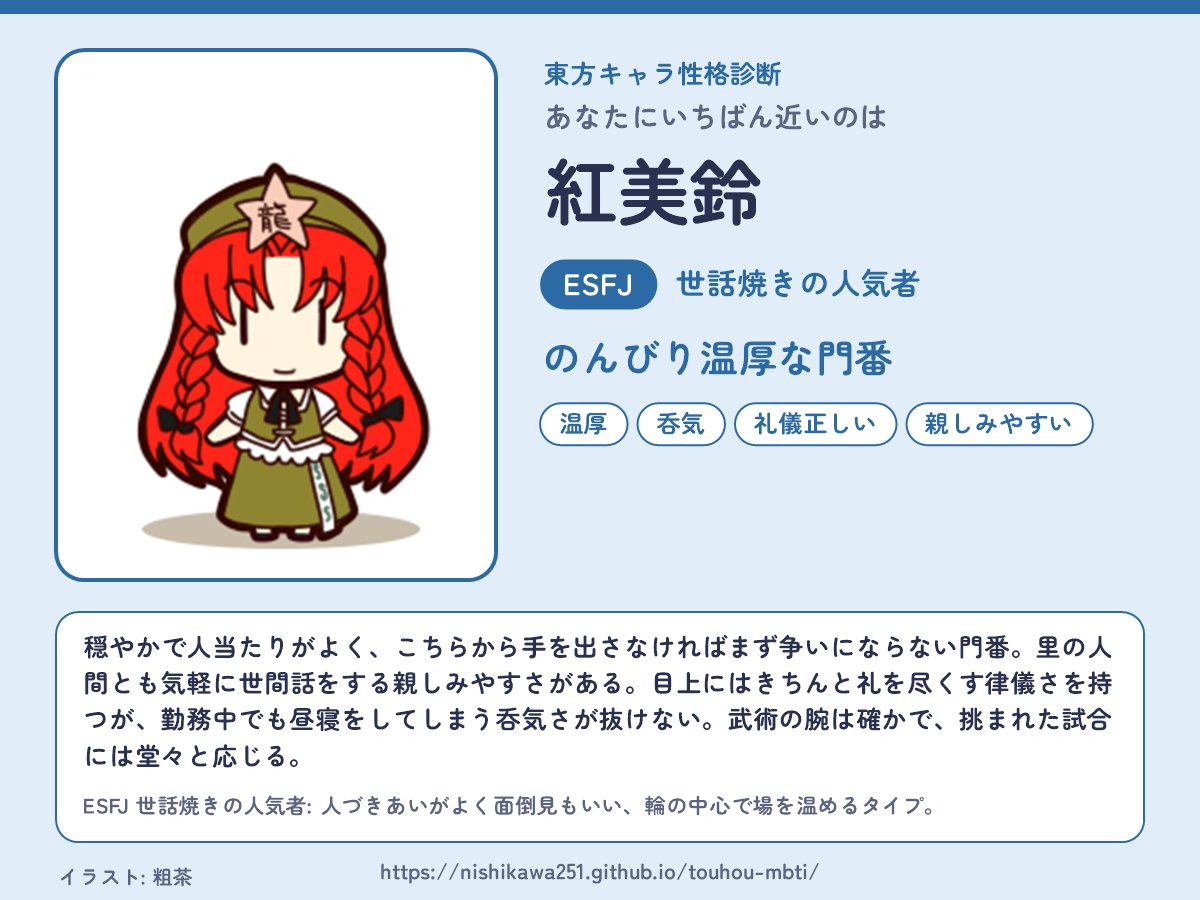 東方キャラ性格診断
あなたにいちばん近いのは
紅美鈴
ESFJ 世話焼きの人気者
のんびり温厚な門番
温厚 呑気 礼儀正しい 親しみやすい
龍
穏やかで人当たりがよく、こちらから手を出さなければまず争いにならない門番。里の人
間とも気軽に世間話をする親しみやすさがある。目上にはきちんと礼を尽くす律儀さを持
つが、勤務中でも昼寝をしてしまう呑気さが抜けない。武術の腕は確かで、挑まれた試合
には堂々と応じる。
ESFJ 世話焼きの人気者: 人づきあいがよく面倒見もいい、輪の中心で場を温めるタイプ。
イラスト: 粗茶
https://nishikawa251.github.io/touhou-mbti/